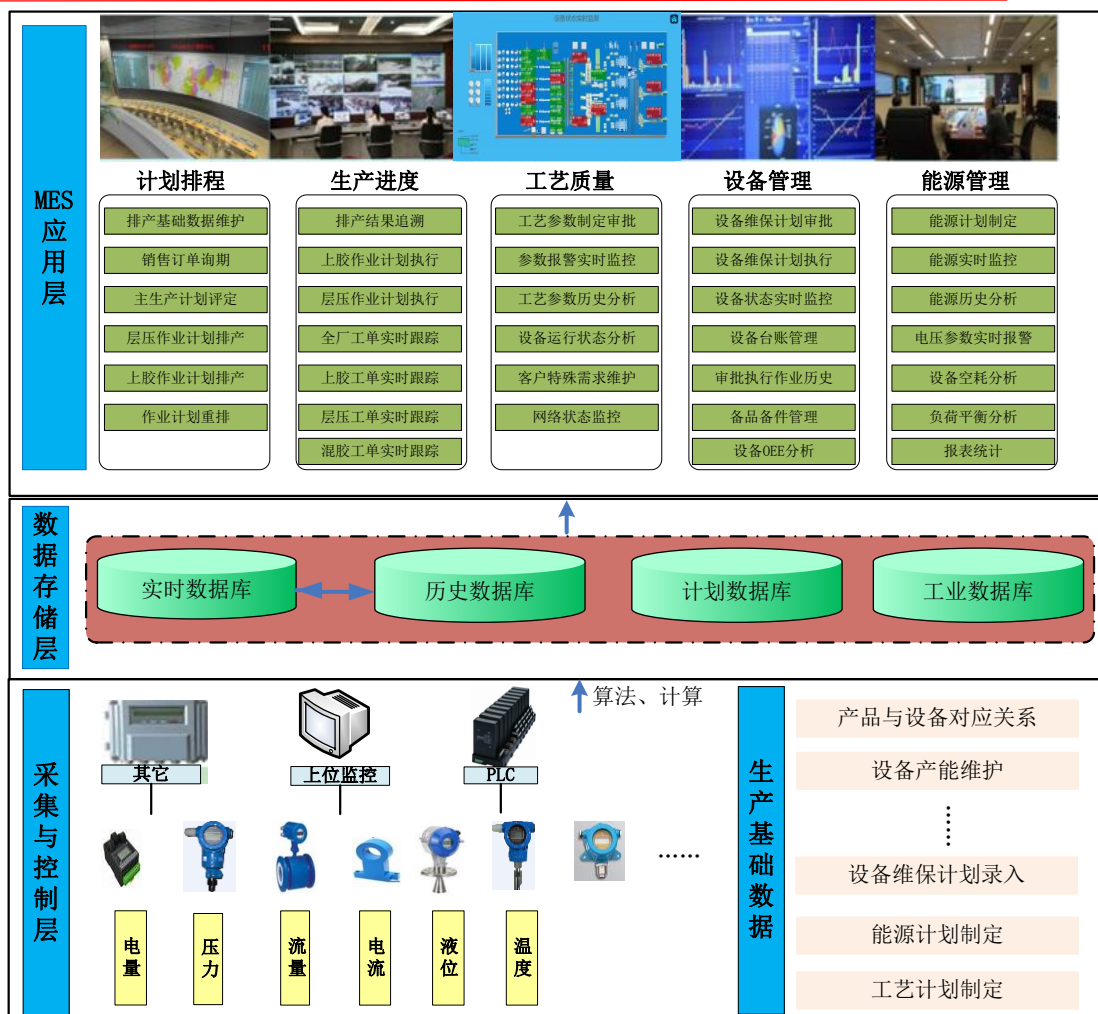 设备状态实时监测
MES
应
用
层
计划排程
排产基础数据维护
销售订单询期
主生产计划评定
层压作业计划排产
上胶作业计划排产
作业计划重排
生产进度
排产结果追溯
上胶作业计划执行
层压作业计划执行
全厂工单实时跟踪
上胶工单实时跟踪
层压工单实时跟踪
混胶工单实时跟踪
工艺质量
工艺参数制定审批
参数报警实时监控
工艺参数历史分析
设备运行状态分析
客户特殊需求维护
网络状态监控
设备管理
设备维保计划审批
设备维保计划执行
设备状态实时监控
设备台账管理
审批执行作业历史
备品备件管理
设备OEE分析
能源管理
能源计划制定
能源实时监控
能源历史分析
电压参数实时报警
设备空耗分析
负荷平衡分析
报表统计
数
据
存
储
层
实时数据库
历史数据库
计划数据库
工业数据库
算法、计算
采
集
与
控
制
层
其它
上位监控
PLC
……
电
量
压
力
流
量
电
流
液
位
温
度
生
产
基
础
数
据
产品与设备对应关系
设备产能维护
……
设备维保计划录入
能源计划制定
工艺计划制定